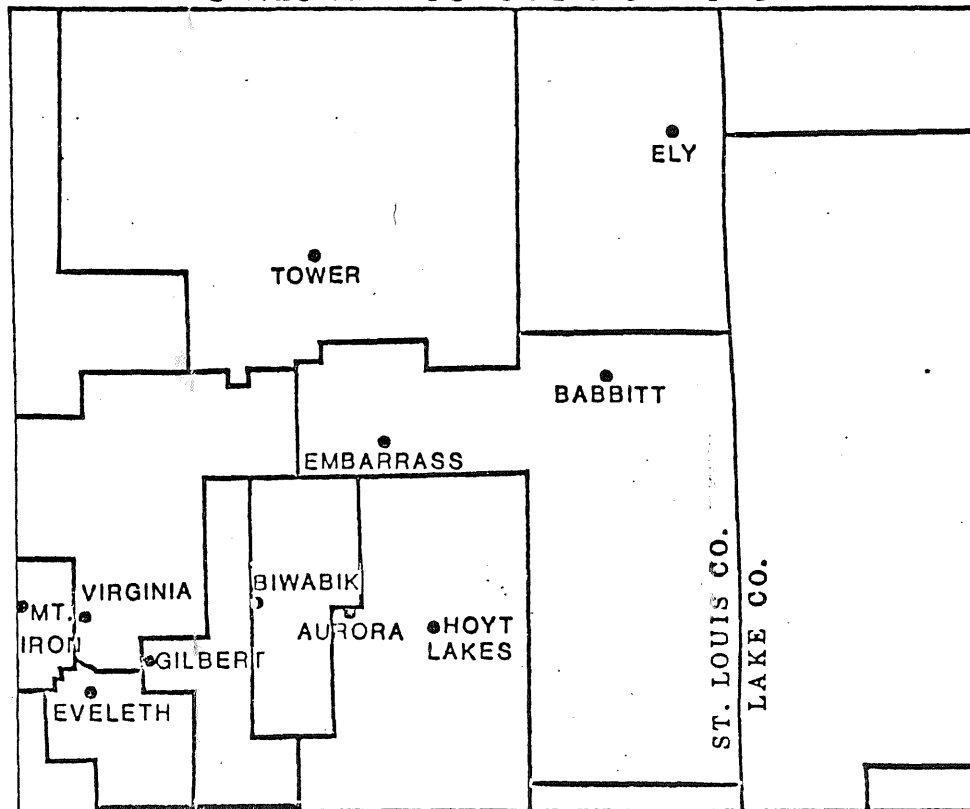 ELY
TOWER
BABBITT
EMBARRASS
BIWABIK
VIRGINIA
MT.
IRON
AURORA
HOYT
LAKES
GILBERT
EVELETH
ST. LOUIS CO.
LAKE CO.